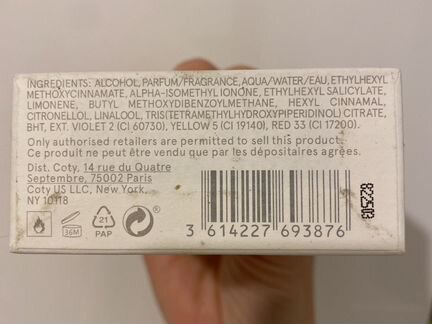 INGREDIENTS: ALCOHOL, PARFUM/FRAGRANCE, AQUA/WATER/EAU, ETHYLHEXYL
METHOXYCINNAMATE, ALPHA-ISOMETHYL IONONE, ETHYLHEXYL SALICYLATE,
LIMONENE, BUTYL METHOXYDIBENZOYLMETHANE, HEXYL CINNAMAL,
CITRONELLOL, LINALOOL, TRIS(TETRAMETHYLHYDROXYPIPERIDINOL) CITRATE,
BHT, EXT. VIOLET 2 (CI 60730), YELLOW 5 (CI 19140), RED 33 (CI 17200).
Only authorised retailers are permitted to sell this product.
Ce produit ne peut être vendu que par les dépositaires agréés.
Dist. Coty, 14 rue du Quatre
Septembre, 75002 Paris
Coty US LLC, New York,
NY 10118
36M
21
PAP
3 614227 693876